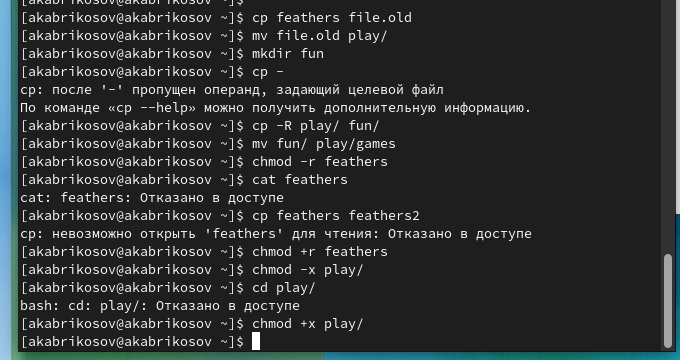 [akabrikosov@akabrikosov ~]$
[akabrikosov@akabrikosov ~]$ cp feathers file.old
[akabrikosov@akabrikosov ~]$ mv file.old play/
[akabrikosov@akabrikosov ~]$ mkdir fun
[akabrikosov@akabrikosov ~]$ cp -
cp: после '-' пропущен операнд, задающий целевой файл
По команде «cp --help» можно получить дополнительную информацию.
[akabrikosov@akabrikosov ~]$ cp -R play/ fun/
[akabrikosov@akabrikosov ~]$ mv fun/ play/games
[akabrikosov@akabrikosov ~]$ chmod -r feathers
[akabrikosov@akabrikosov ~]$ cat feathers
cat: feathers: Отказано в доступе
[akabrikosov@akabrikosov ~]$ cp feathers feathers2
cp: невозможно открыть 'feathers' для чтения: Отказано в доступе
[akabrikosov@akabrikosov ~]$ chmod +r feathers
[akabrikosov@akabrikosov ~]$ chmod -x play/
[akabrikosov@akabrikosov ~]$ cd play/
bash: cd: play/: Отказано в доступе
[akabrikosov@akabrikosov ~]$ chmod +x play/
[akabrikosov@akabrikosov ~]$